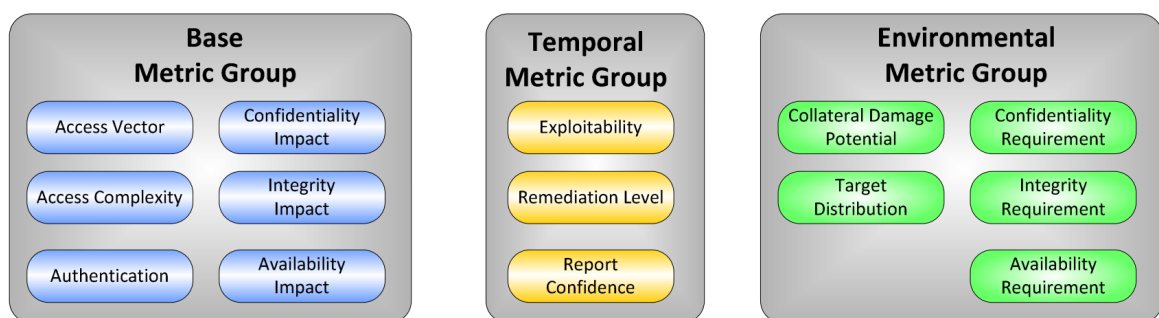 Base
Metric Group
Access Vector
Confidentiality
Impact
Access Complexity
Integrity
Impact
Authentication
Availability
Impact
Temporal
Metric Group
Exploitability
Remediation Level
Report
Confidence
Environmental
Metric Group
Collateral Damage
Potential
Confidentiality
Requirement
Target
Distribution
Integrity
Requirement
Availability
Requirement